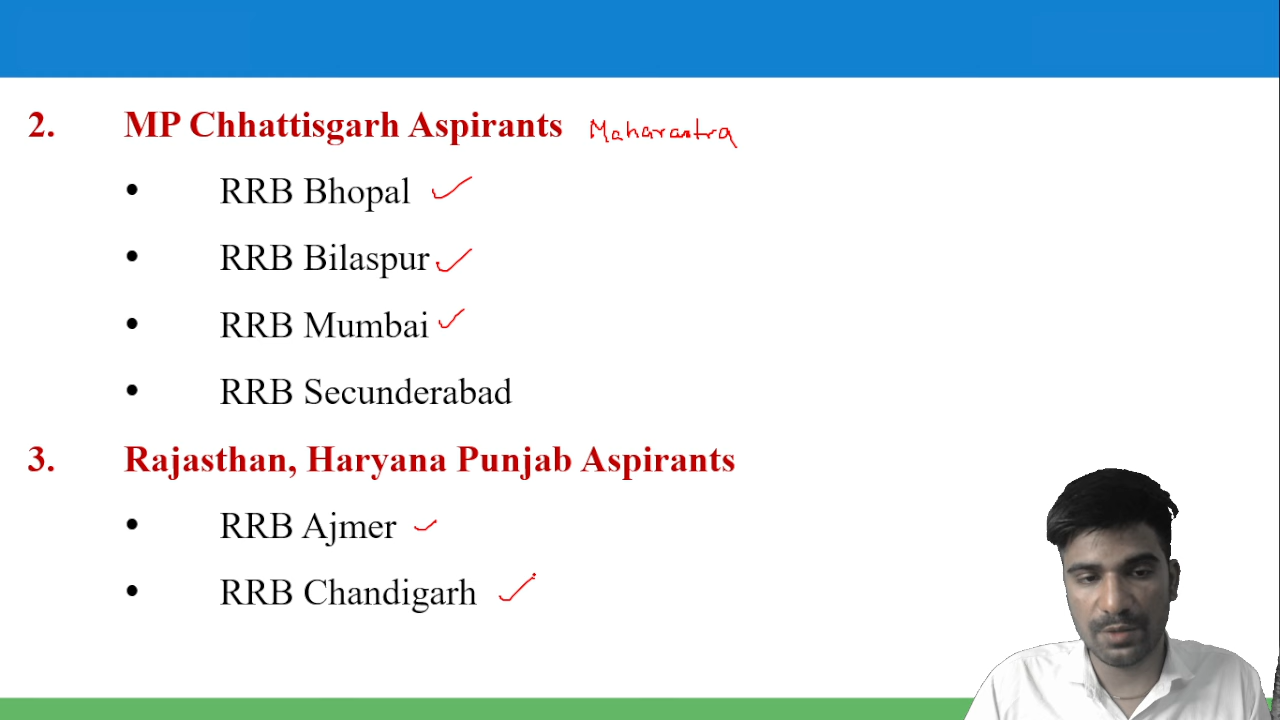 2. MP Chhattisgarh Aspirants Maharastra
• RRB Bhopal
• RRB Bilaspur
• RRB Mumbai
• RRB Secunderabad
3. Rajasthan, Haryana Punjab Aspirants
• RRB Ajmer
• RRB Chandigarh